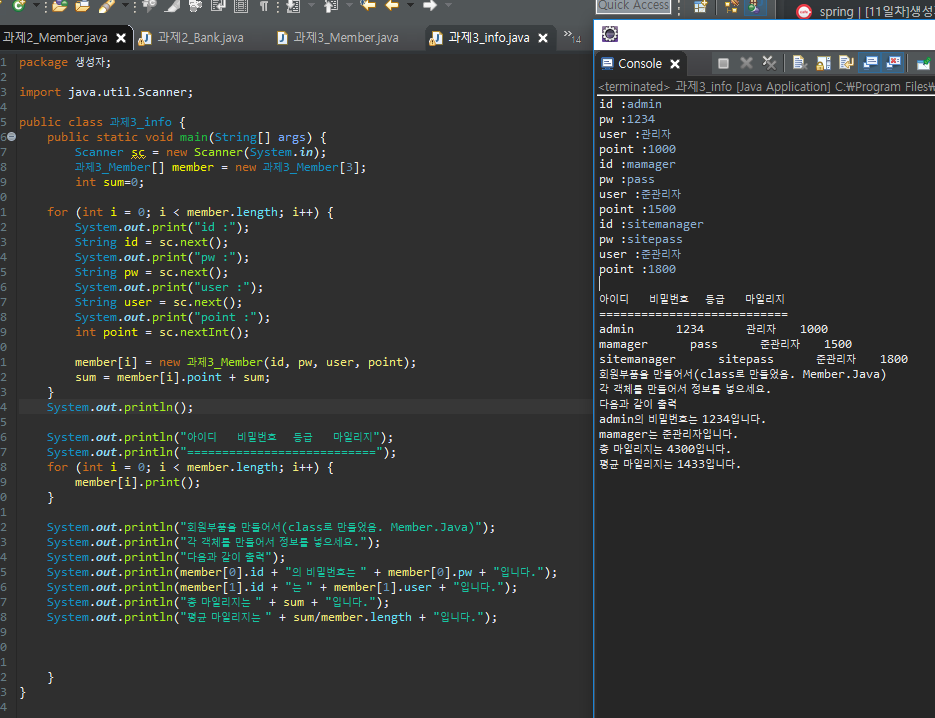 Quick Access
spring | [11일차]생성
과제2_Member.java
과제2_Bank.java
과제3_Member.java
과제3_info.java
14
package 생성자;
import java.util.Scanner;
public class 과제3_info {
public static void main(String[] args) {
Scanner sc = new Scanner(System.in);
과제3_Member[] member = new 과제3_Member[3];
int sum=0;
for (int i = 0; i < member.length; i++) {
System.out.print("id :");
String id = sc.next();
System.out.print("pw :");
String pw = sc.next();
System.out.print("user :");
String user = sc.next();
System.out.print("point :");
int point = sc.nextInt();
member[i] = new 과제3_Member(id, pw, user, point);
sum = member[i].point + sum;
}
System.out.println();
System.out.println("아이디   비밀번호   등급   마일리지");
System.out.println("===========================");
for (int i = 0; i < member.length; i++) {
member[i].print();
}
System.out.println("회원부품을 만들어서(class로 만들었음. Member.Java)");
System.out.println("각 객체를 만들어서 정보를 넣으세요.");
System.out.println("다음과 같이 출력");
System.out.println(member[0].id + "의 비밀번호는 " + member[0].pw + "입니다.");
System.out.println(member[1].id + "는 " + member[1].user + "입니다.");
System.out.println("총 마일리지는 " + sum + "입니다.");
System.out.println("평균 마일리지는 " + sum/member.length + "입니다.");
}
}
Console
<terminated> 과제3_info [Java Application] C:₩Program Files₩
id :admin
pw :1234
user :관리자
point :1000
id :mamager
pw :pass
user :준관리자
point :1500
id :sitemanager
pw :sitepass
user :준관리자
point :1800
아이디   비밀번호   등급   마일리지
===========================
admin   1234   관리자   1000
mamager   pass   준관리자   1500
sitemanager   sitepass   준관리자   1800
회원부품을 만들어서(class로 만들었음. Member.Java)
각 객체를 만들어서 정보를 넣으세요.
다음과 같이 출력
admin의 비밀번호는 1234입니다.
mamager는 준관리자입니다.
총 마일리지는 4300입니다.
평균 마일리지는 1433입니다.